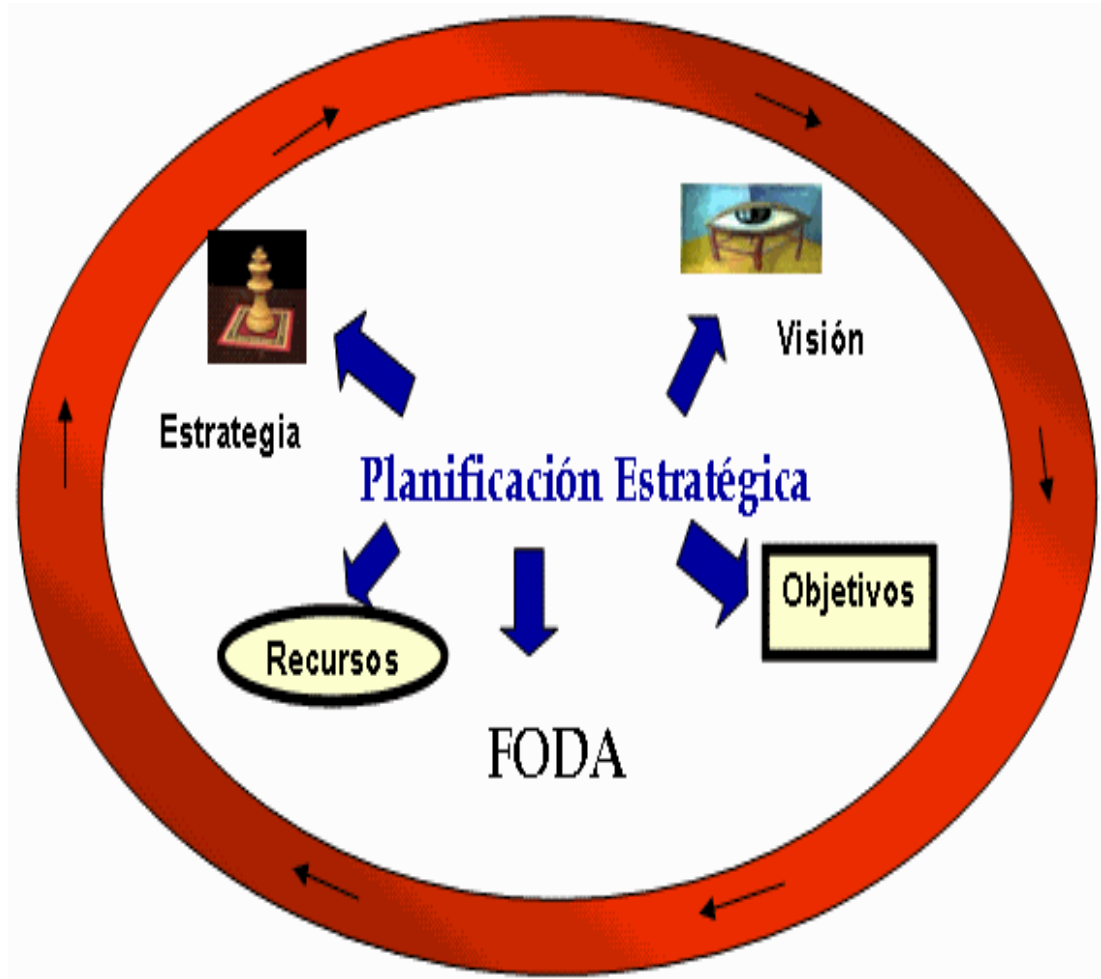 Visión
Estrategia
Planificación Estratégica
Objetivos
Recursos
FODA